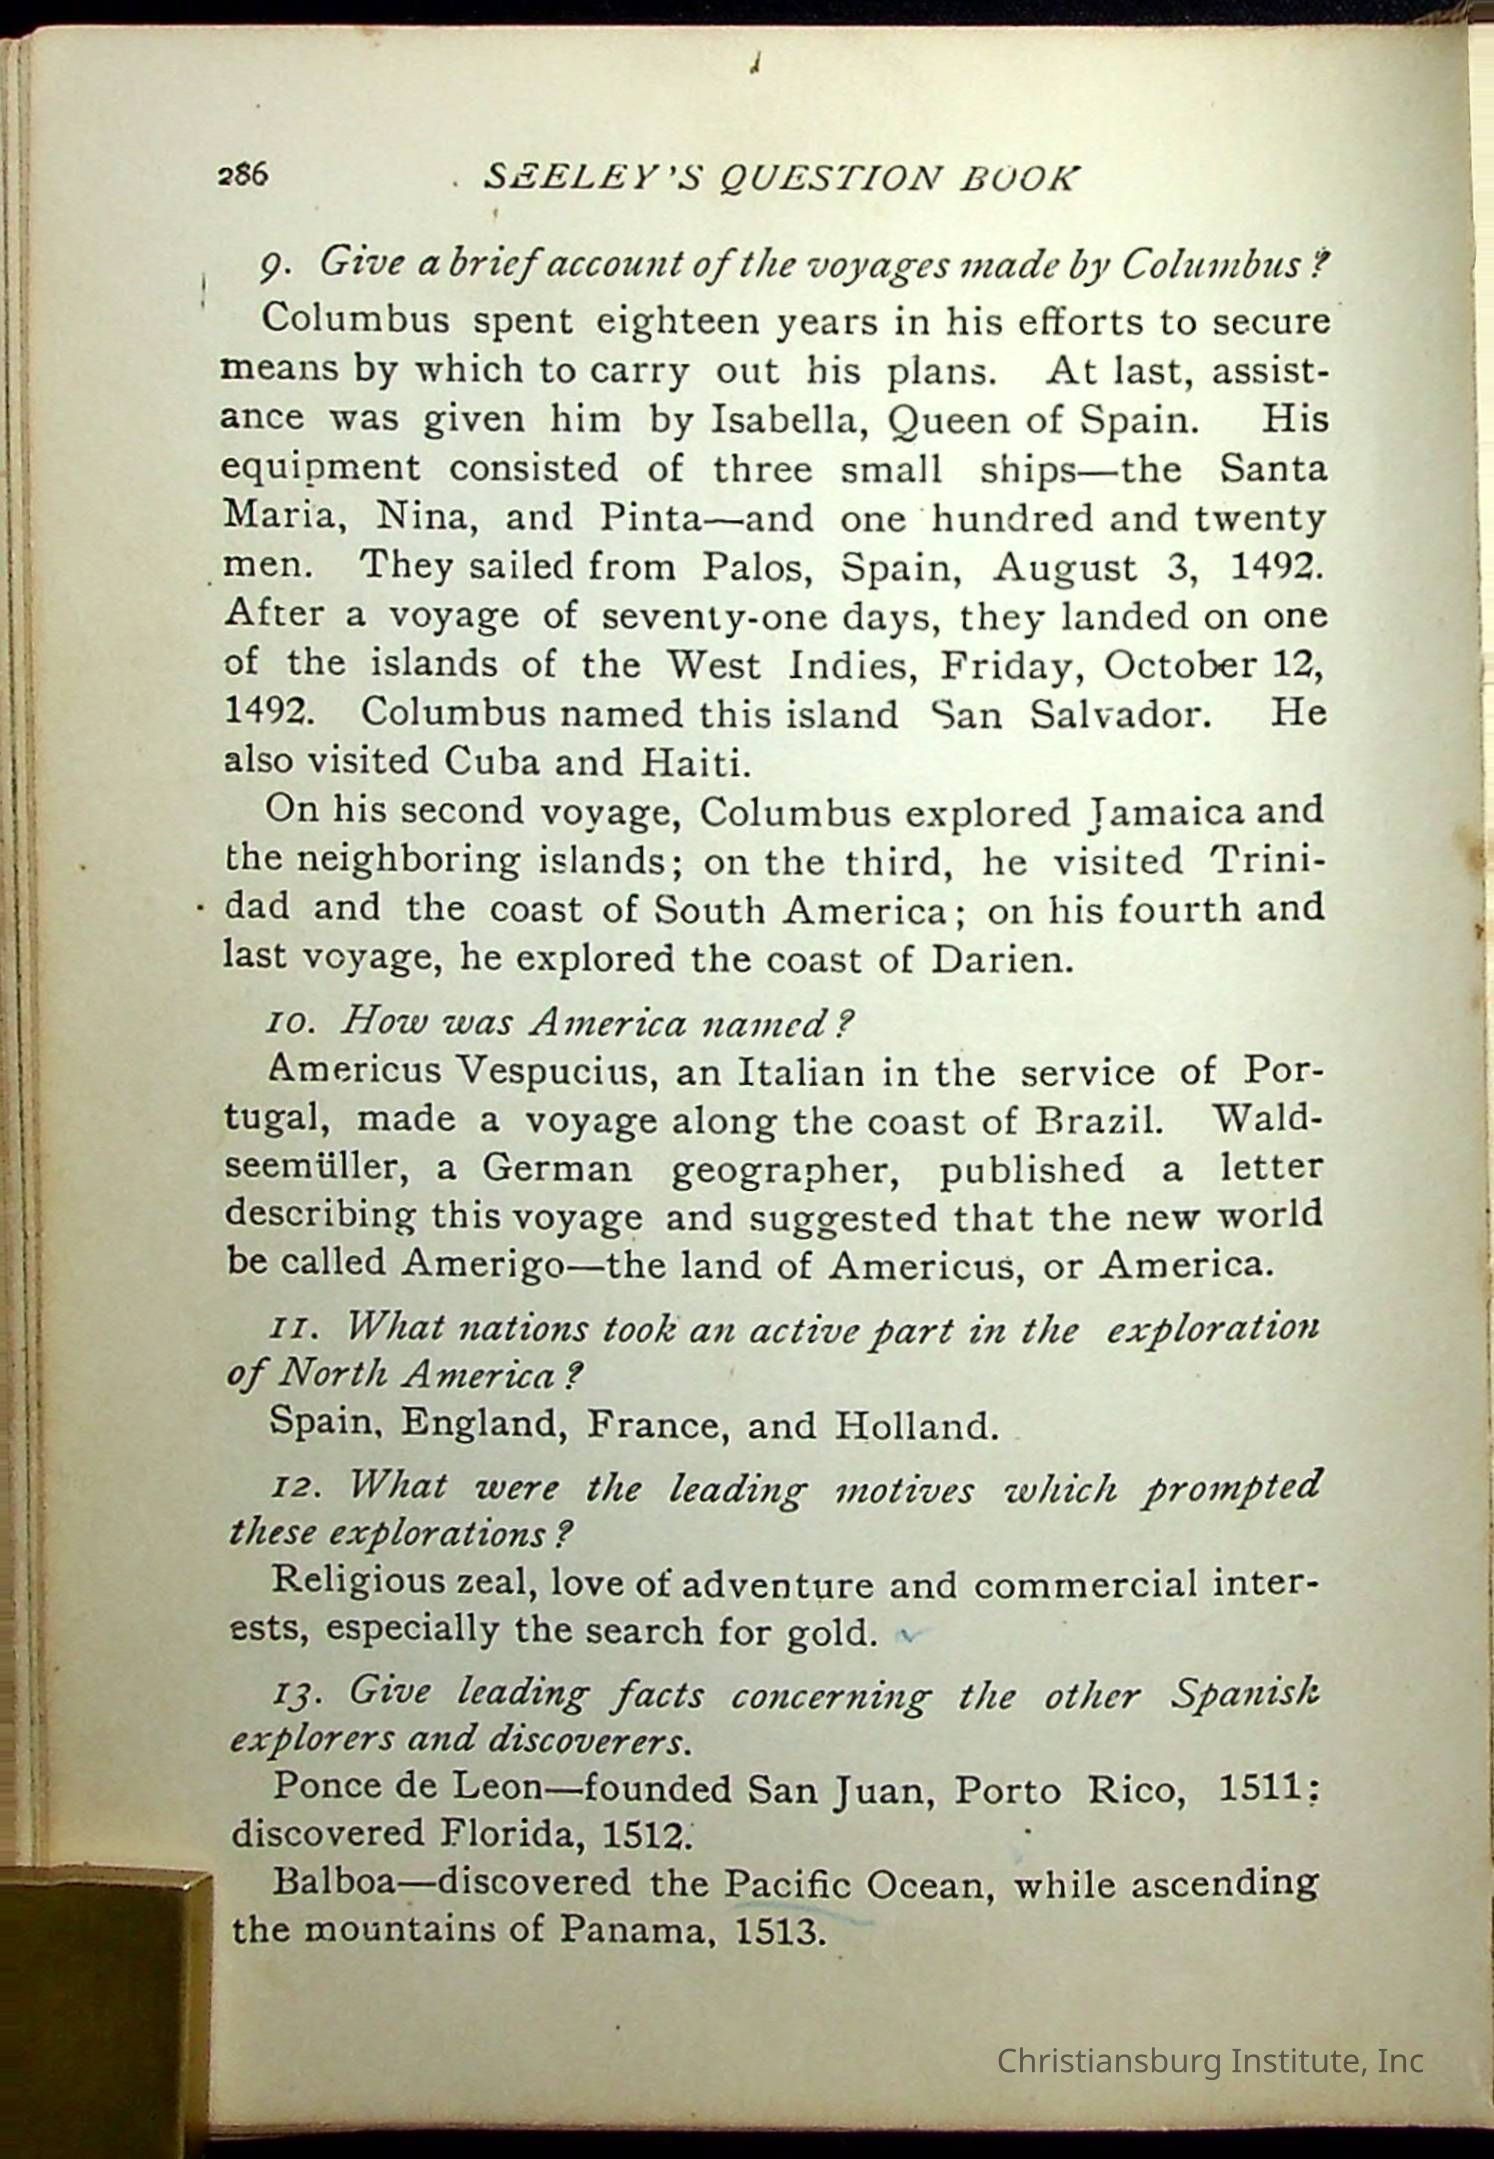 286 SEELEY'S QUESTION BOOK
9. Give a brief account of the voyages made by Columbus?
Columbus spent eighteen years in his efforts to secure
means by which to carry out his plans. At last, assist-
ance was given him by Isabella, Queen of Spain. His
equipment consisted of three small ships—the Santa
Maria, Nina, and Pinta—and one hundred and twenty
men. They sailed from Palos, Spain, August 3, 1492.
After a voyage of seventy-one days, they landed on one
of the islands of the West Indies, Friday, October 12,
1492. Columbus named this island San Salvador. He
also visited Cuba and Haiti.
On his second voyage, Columbus explored Jamaica and
the neighboring islands; on the third, he visited Trini-
dad and the coast of South America; on his fourth and
last voyage, he explored the coast of Darien.
10. How was America named?
Americus Vespucius, an Italian in the service of Por-
tugal, made a voyage along the coast of Brazil. Wald-
seemüller, a German geographer, published a letter
describing this voyage and suggested that the new world
be called Amerigo—the land of Americus, or America.
11. What nations took an active part in the exploration
of North America?
Spain, England, France, and Holland.
12. What were the leading motives which prompted
these explorations?
Religious zeal, love of adventure and commercial inter-
ests, especially the search for gold.
13. Give leading facts concerning the other Spanish
explorers and discoverers.
Ponce de Leon—founded San Juan, Porto Rico, 1511;
discovered Florida, 1512.
Balboa—discovered the Pacific Ocean, while ascending
the mountains of Panama, 1513.
Christiansburg Institute, Inc